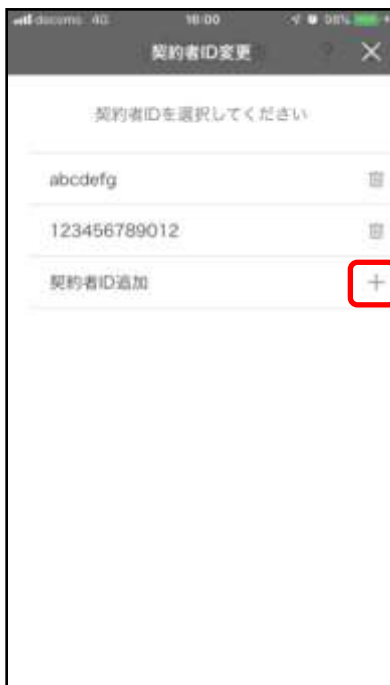 docomo 4G 16:00 98%
契約者ID変更 ? ×
契約者IDを選択してください
abcdefg
123456789012
契約者ID追加 +